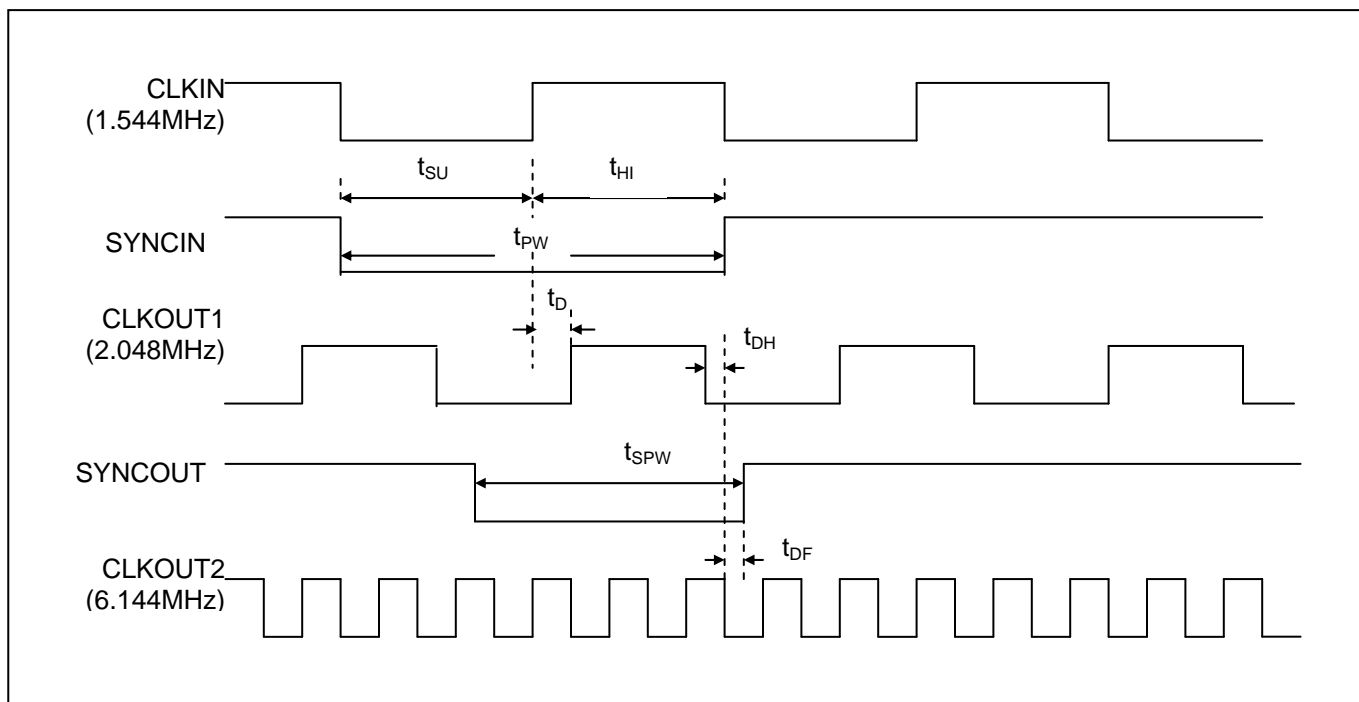 CLKIN
(1.544MHz)
tSU
tHI
SYNCIN
tPW
tD
CLKOUT1
(2.048MHz)
tDH
tSPW
SYNCOUT
tDF
CLKOUT2
(6.144MHz)